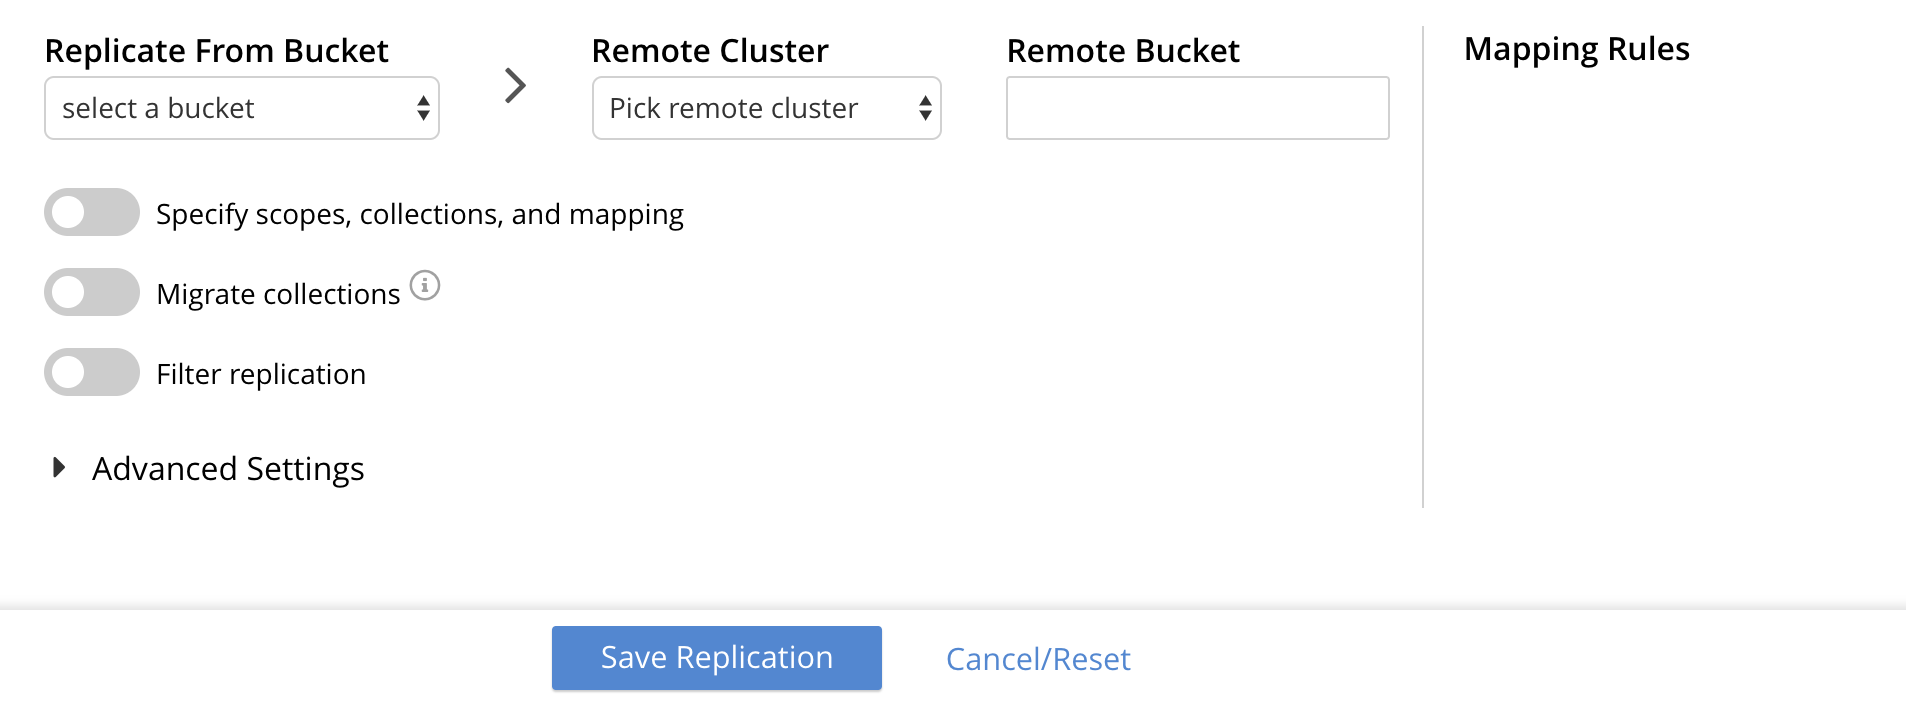 Replicate From Bucket
select a bucket
Remote Cluster
Pick remote cluster
Remote Bucket
Mapping Rules
Specify scopes, collections, and mapping
Migrate collections
Filter replication
Advanced Settings
Save Replication
Cancel/Reset